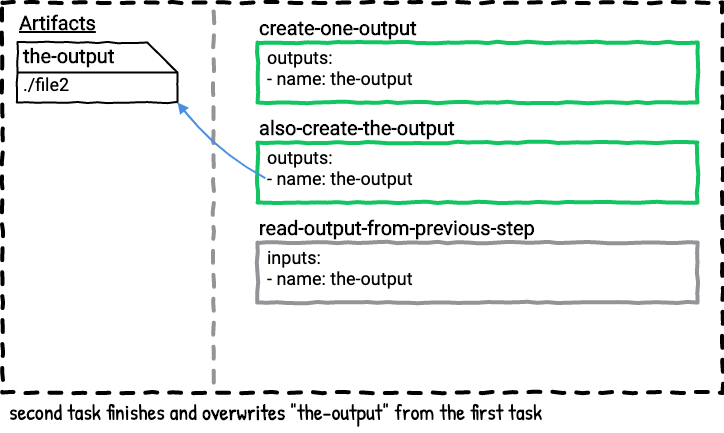 Artifacts
the-output
./file2
create-one-output
outputs:
- name: the-output
also-create-the-output
outputs:
- name: the-output
read-output-from-previous-step
inputs:
- name: the-output
second task finishes and overwrites "the-output" from the first task